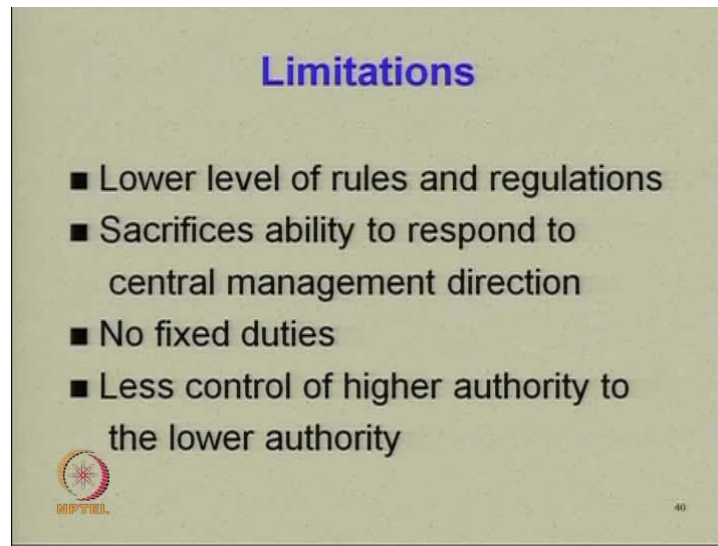 Limitations
■ Lower level of rules and regulations
■ Sacrifices ability to respond to
central management direction
■ No fixed duties
■ Less control of higher authority to
the lower authority
NPTEL
40